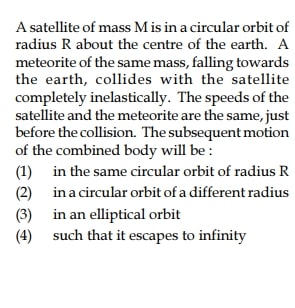 A satellite of mass M is in a circular orbit of
radius R about the centre of the earth. A
meteorite of the same mass, falling towards
the earth, collides with the satellite
completely inelastically. The speeds of the
satellite and the meteorite are the same, just
before the collision. The subsequent motion
of the combined body will be :
(1) in the same circular orbit of radius R
(2) in a circular orbit of a different radius
(3) in an elliptical orbit
(4) such that it escapes to infinity